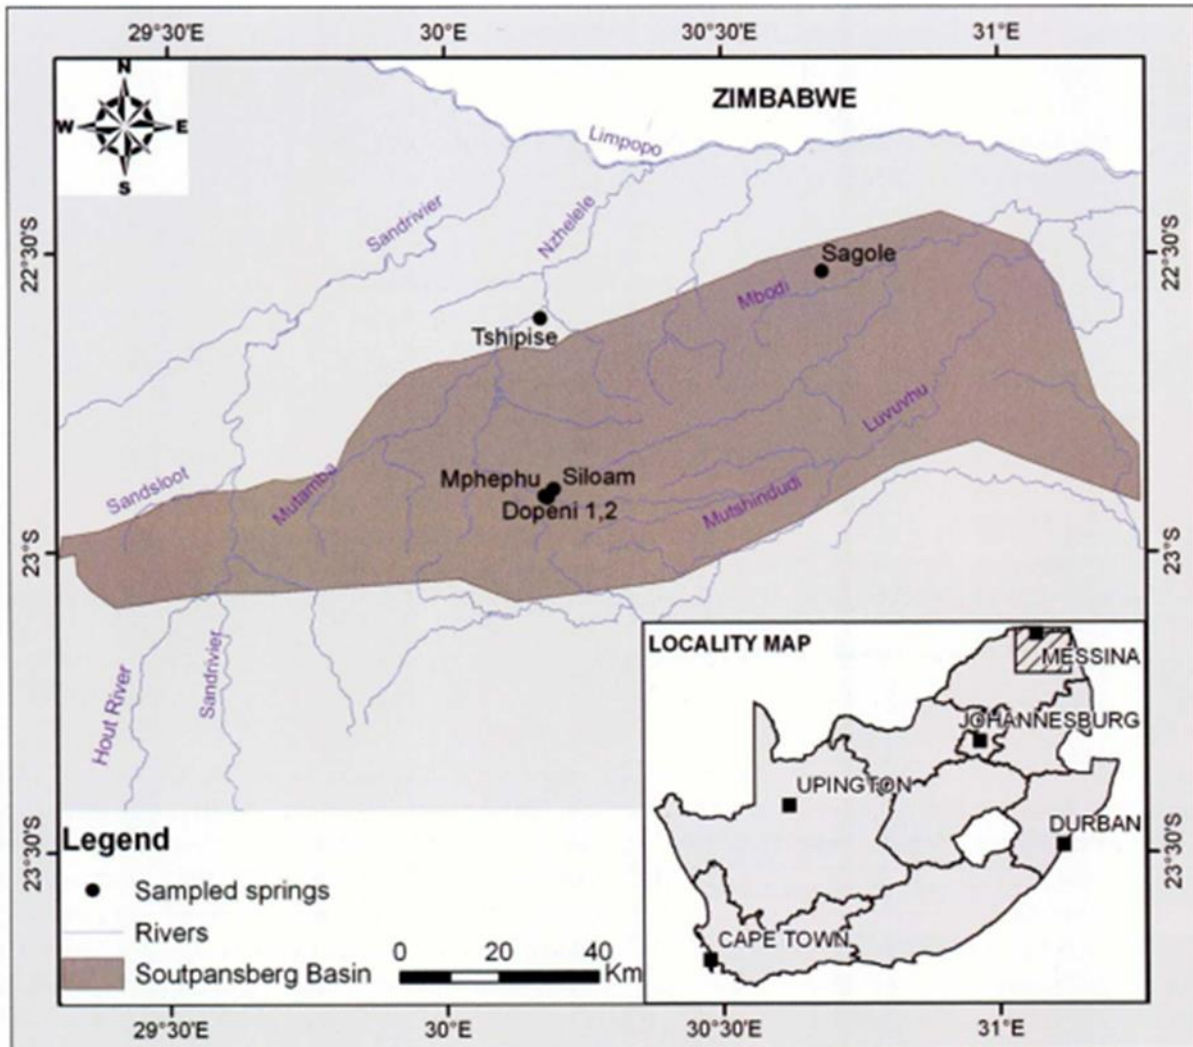 29°30'E 30°E 30°30'E 31°E
N
W E
S
ZIMBABWE
Limpopo
Sandrivier
Nzhelele
22°30'S
22°30'S
Sagole
Mbodi
Tshipise
Luvuvhu
Mphephu Siloam
Dopeni 1,2
Sandsloot
Mutamba
Mutshindudi
23°S
23°S
Hout River
Sandrivier
LOCALITY MAP
MESSINA
JOHANNESBURG
UPINGTON
DURBAN
CAPE TOWN
23°30'S
23°30'S
Legend
Sampled springs
Rivers
Soutpansberg Basin
0 20 40
Km
29°30'E 30°E 30°30'E 31°E